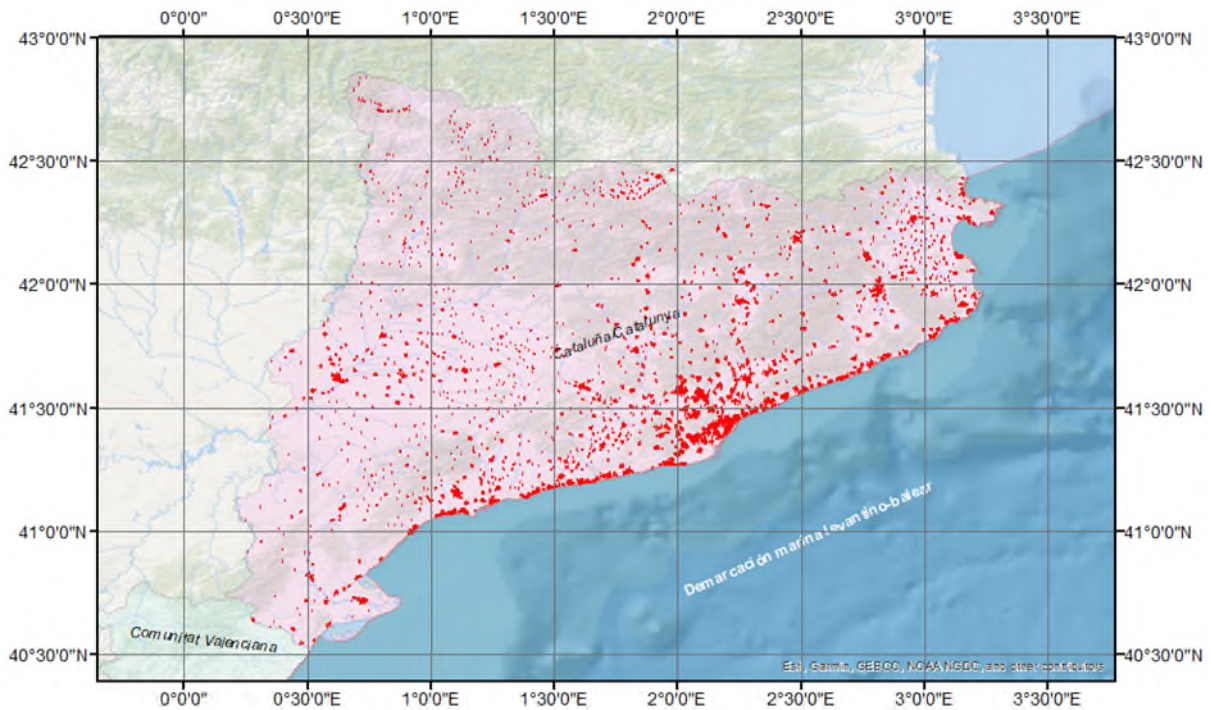 0°0'0"E 0°30'0"E 1°0'0"E 1°30'0"E 2°0'0"E 2°30'0"E 3°0'0"E 3°30'0"E
43°0'0"N 43°0'0"N
42°30'0"N 42°30'0"N
42°0'0"N 42°0'0"N
Cataluña/Catalunya
41°30'0"N 41°30'0"N
Demarcación marina levantino-balear
41°0'0"N 41°0'0"N
Comunitat Valenciana
40°30'0"N 40°30'0"N
Esri, Garmin, GEBCO, NOAA NGDC, and other contributors
0°0'0" 0°30'0"E 1°0'0"E 1°30'0"E 2°0'0"E 2°30'0"E 3°0'0"E 3°30'0"E